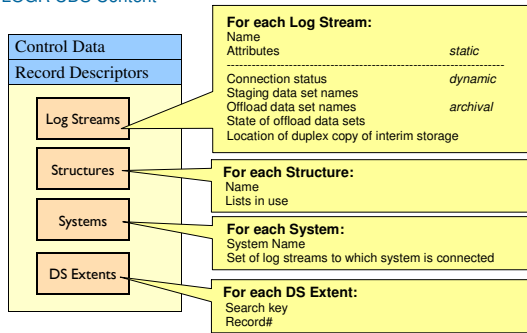 Control Data
Record Descriptors
Log Streams
Structures
Systems
DS Extents
For each Log Stream:
Name
Attributes static
Connection status dynamic
Staging data set names
Offload data set names archival
State of offload data sets
Location of duplex copy of interim storage
For each Structure:
Name
Lists in use
For each System:
System Name
Set of log streams to which system is connected
For each DS Extent:
Search key
Record#